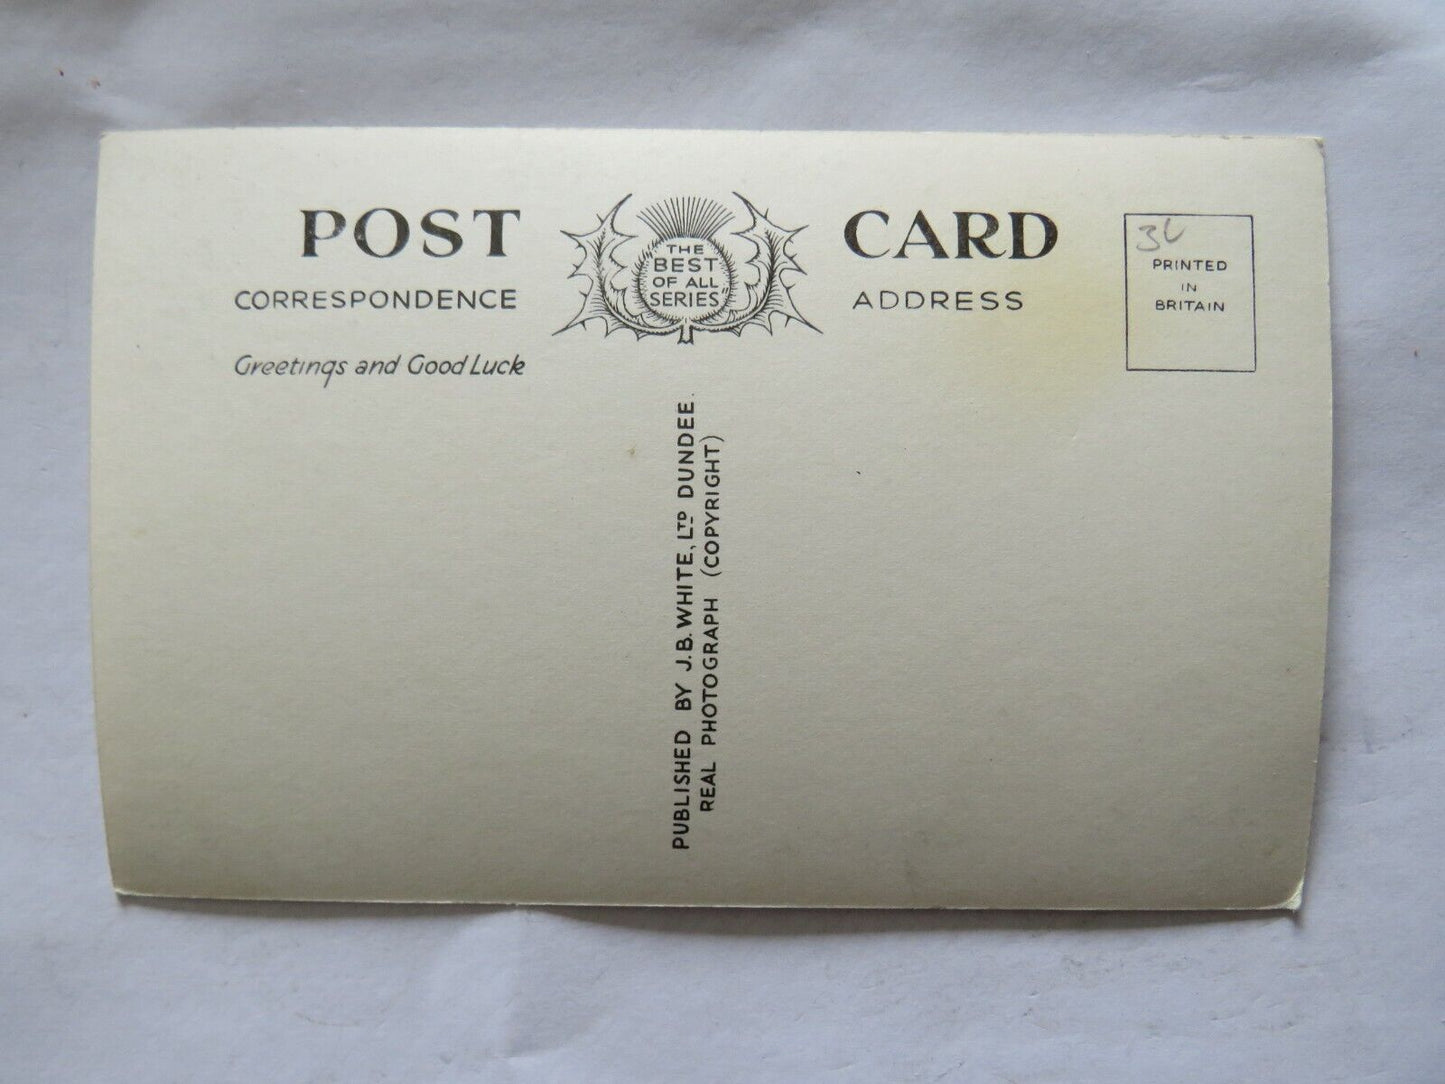 POST CARD
THE
BEST
OF ALL
SERIES"
CORRESPONDENCE
ADDRESS
Greetings and Good Luck
PRINTED
IN
BRITAIN
PUBLISHED BY J.B. WHITE, LTD DUNDEE.
REAL PHOTOGRAPH (COPYRIGHT)